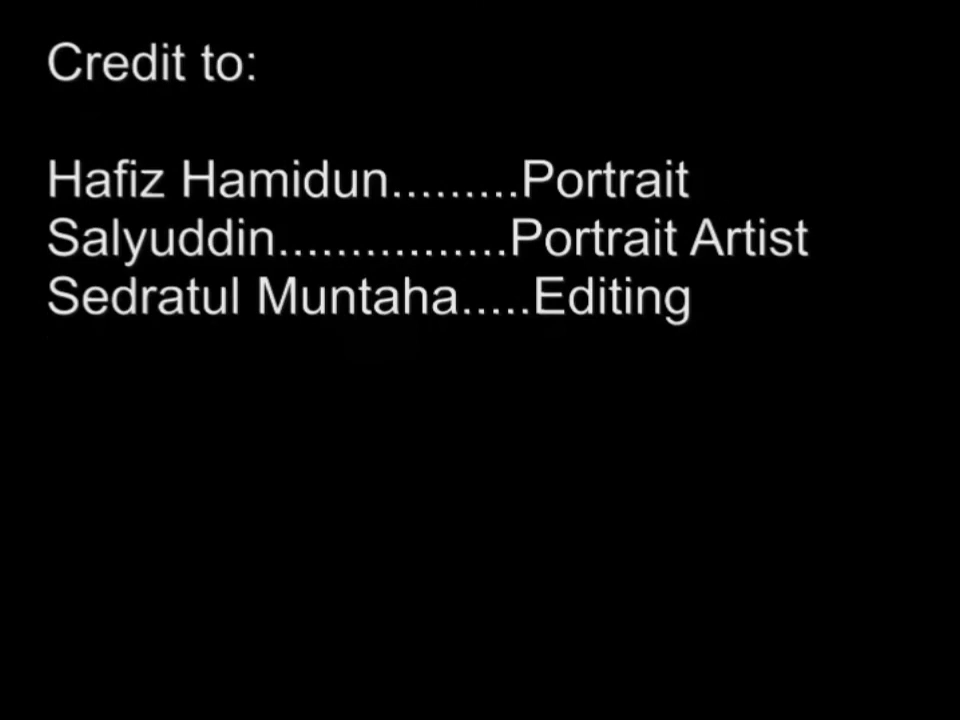 Credit to:
Hafiz Hamidun.........Portrait
Salyuddin................Portrait Artist
Sedratul Muntaha.....Editing